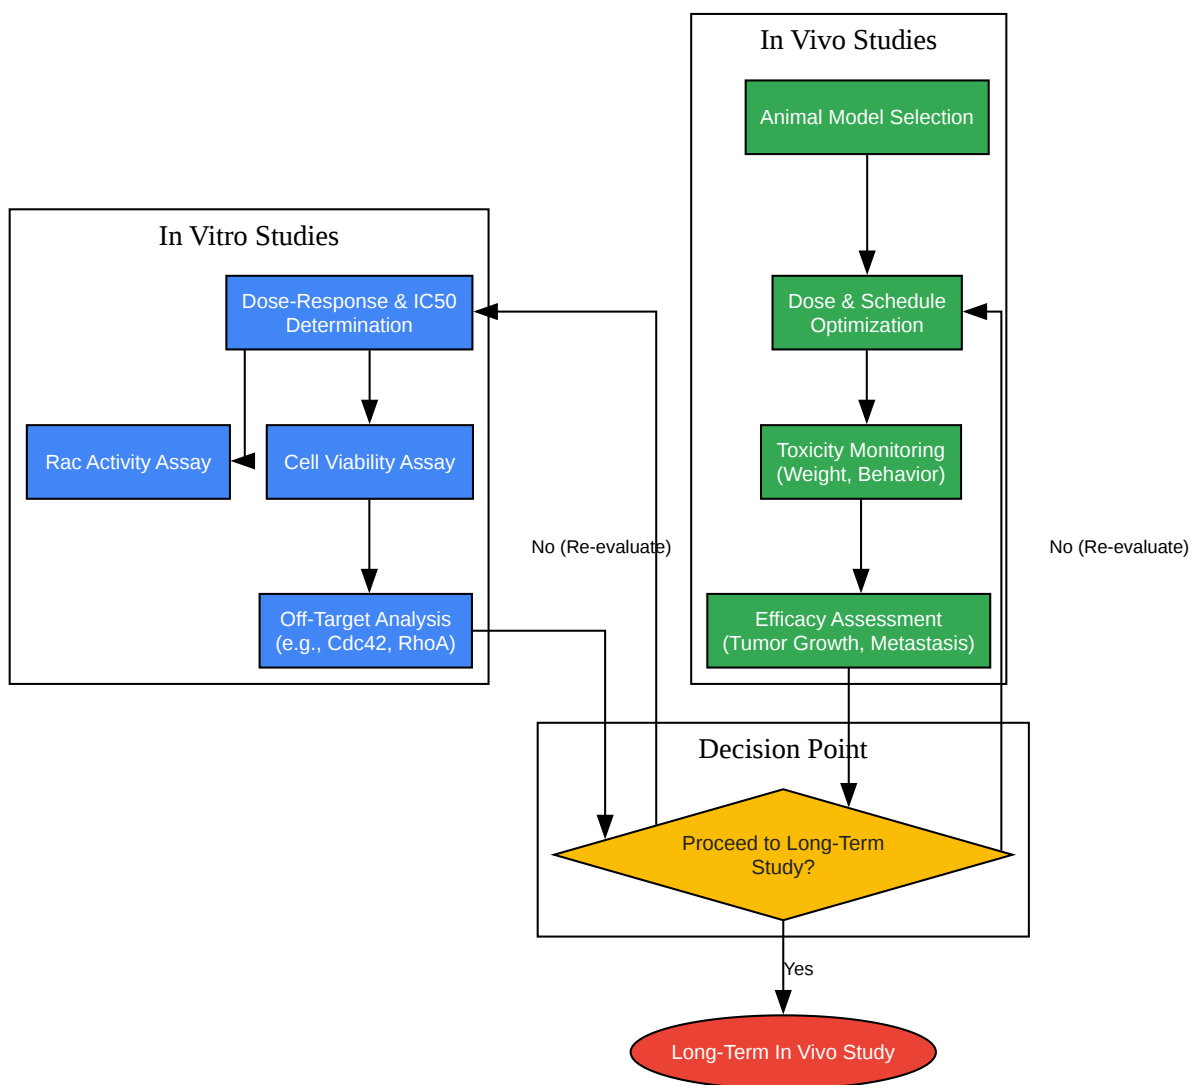 In Vivo Studies
Animal Model Selection
In Vitro Studies
Dose-Response & IC50
Determination
Dose & Schedule
Optimization
Rac Activity Assay
Cell Viability Assay
Toxicity Monitoring
(Weight, Behavior)
No (Re-evaluate)
No (Re-evaluate)
Off-Target Analysis
(e.g., Cdc42, RhoA)
Efficacy Assessment
(Tumor Growth, Metastasis)
Decision Point
Proceed to Long-Term
Study?
Yes
Long-Term In Vivo Study